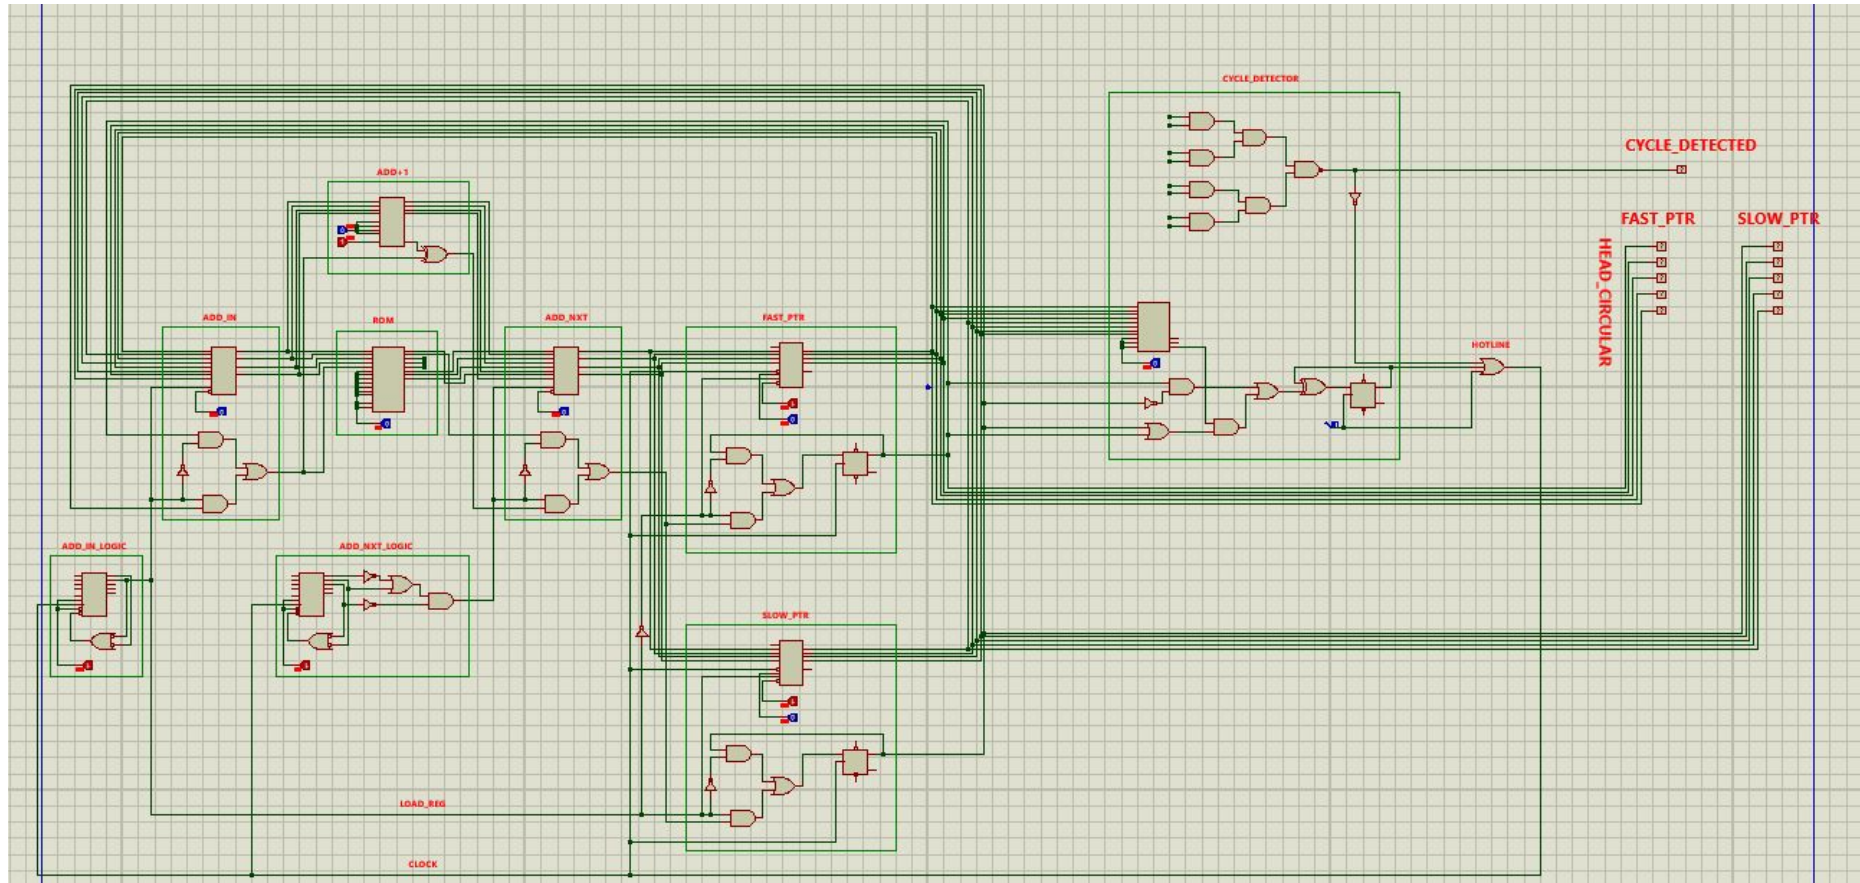 CYCLE_DETECTOR
CYCLE_DETECTED
ADD+1
FAST_PTR
SLOW_PTR
HEAD_CIRCULAR
ADD_IN
ROM
ADD_NXT
FAST_PTR
HOTLINE
ADD_IN_LOGIC
ADD_NXT_LOGIC
SLOW_PTR
LOAD_REG
CLOCK